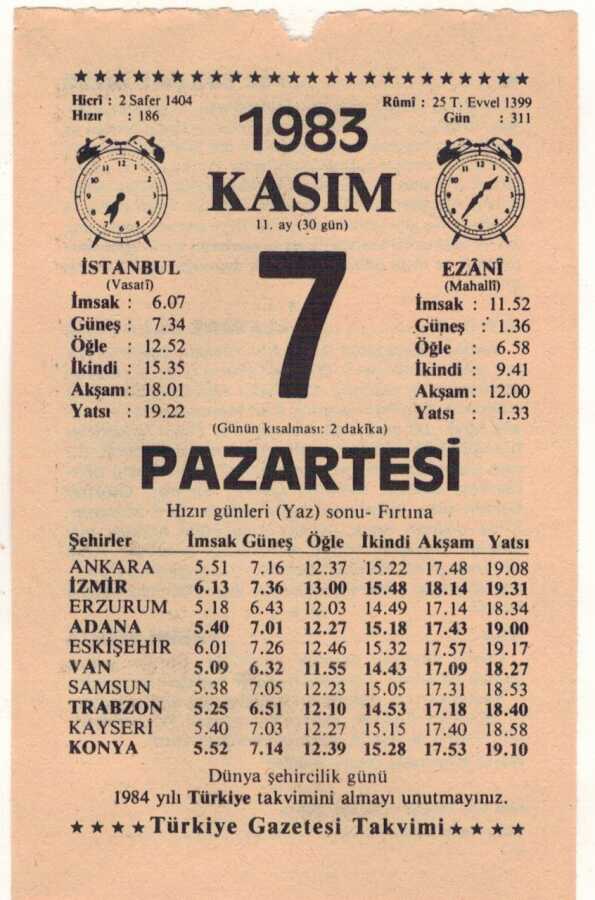 ★★★★★★★★★★★★★★★★★★★★★★★★
Hicrî : 2 Safer 1404
Hızır : 186
1983
Rûmî : 25 T. Evvel 1399
Gün : 311
KASIM
11. ay (30 gün)
7
İSTANBUL
(Vasatî)
İmsak : 6.07
Güneş : 7.34
Öğle : 12.52
İkindi : 15.35
Akşam: 18.01
Yatsı : 19.22
EZÂNÎ
(Mahallî)
İmsak : 11.52
Güneş : 1.36
Öğle : 6.58
İkindi : 9.41
Akşam: 12.00
Yatsı : 1.33
(Günün kısalması: 2 dakîka)
PAZARTESİ
Hızır günleri (Yaz) sonu- Fırtına
Şehirler İmsak Güneş Öğle İkindi Akşam Yatsı
ANKARA 5.51 7.16 12.37 15.22 17.48 19.08
İZMİR 6.13 7.36 13.00 15.48 18.14 19.31
ERZURUM 5.18 6.43 12.03 14.49 17.14 18.34
ADANA 5.40 7.01 12.27 15.18 17.43 19.00
ESKİŞEHİR 6.01 7.26 12.46 15.32 17.57 19.17
VAN 5.09 6.32 11.55 14.43 17.09 18.27
SAMSUN 5.38 7.05 12.23 15.05 17.31 18.53
TRABZON 5.25 6.51 12.10 14.53 17.18 18.40
KAYSERİ 5.40 7.03 12.27 15.15 17.40 18.58
KONYA 5.52 7.14 12.39 15.28 17.53 19.10
Dünya şehircilik günü
1984 yılı Türkiye takvimini almayı unutmayınız.
★★★★Türkiye Gazetesi Takvimi★★★★